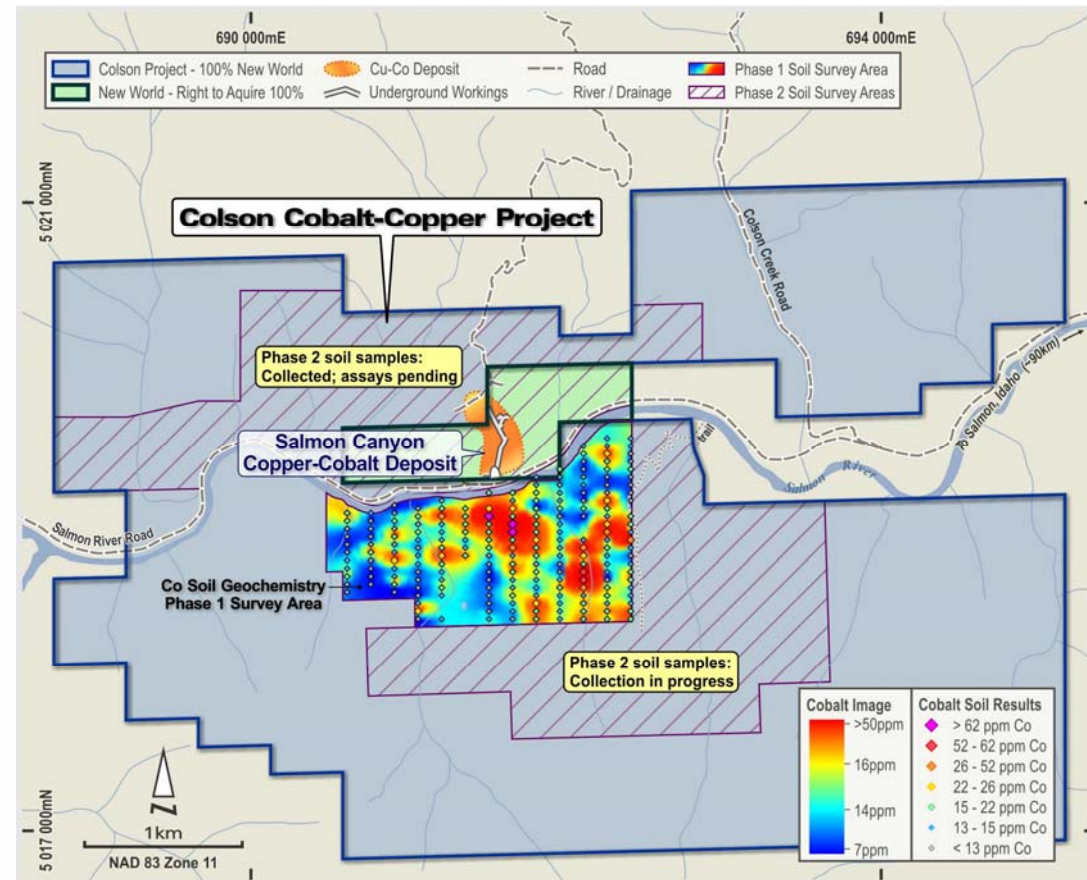 690 000mE
694 000mE
Colson Project - 100% New World
Cu-Co Deposit
Road
Phase 1 Soil Survey Area
New World - Right to Aquire 100%
Underground Workings
River / Drainage
Phase 2 Soil Survey Areas
5 021 000mN
Colson Cobalt-Copper Project
Colson Creek Road
Phase 2 soil samples:
Collected; assays pending
To Salmon, Idaho (~90km)
Salmon Canyon
Copper-Cobalt Deposit
trail
Salmon River
Salmon River Road
Co Soil Geochemistry
Phase 1 Survey Area
Phase 2 soil samples:
Collection in progress
Cobalt Image
>50ppm
16ppm
14ppm
7ppm
Cobalt Soil Results
> 62 ppm Co
52 - 62 ppm Co
26 - 52 ppm Co
22 - 26 ppm Co
15 - 22 ppm Co
13 - 15 ppm Co
< 13 ppm Co
N
1km
NAD 83 Zone 11
5 017 000mN